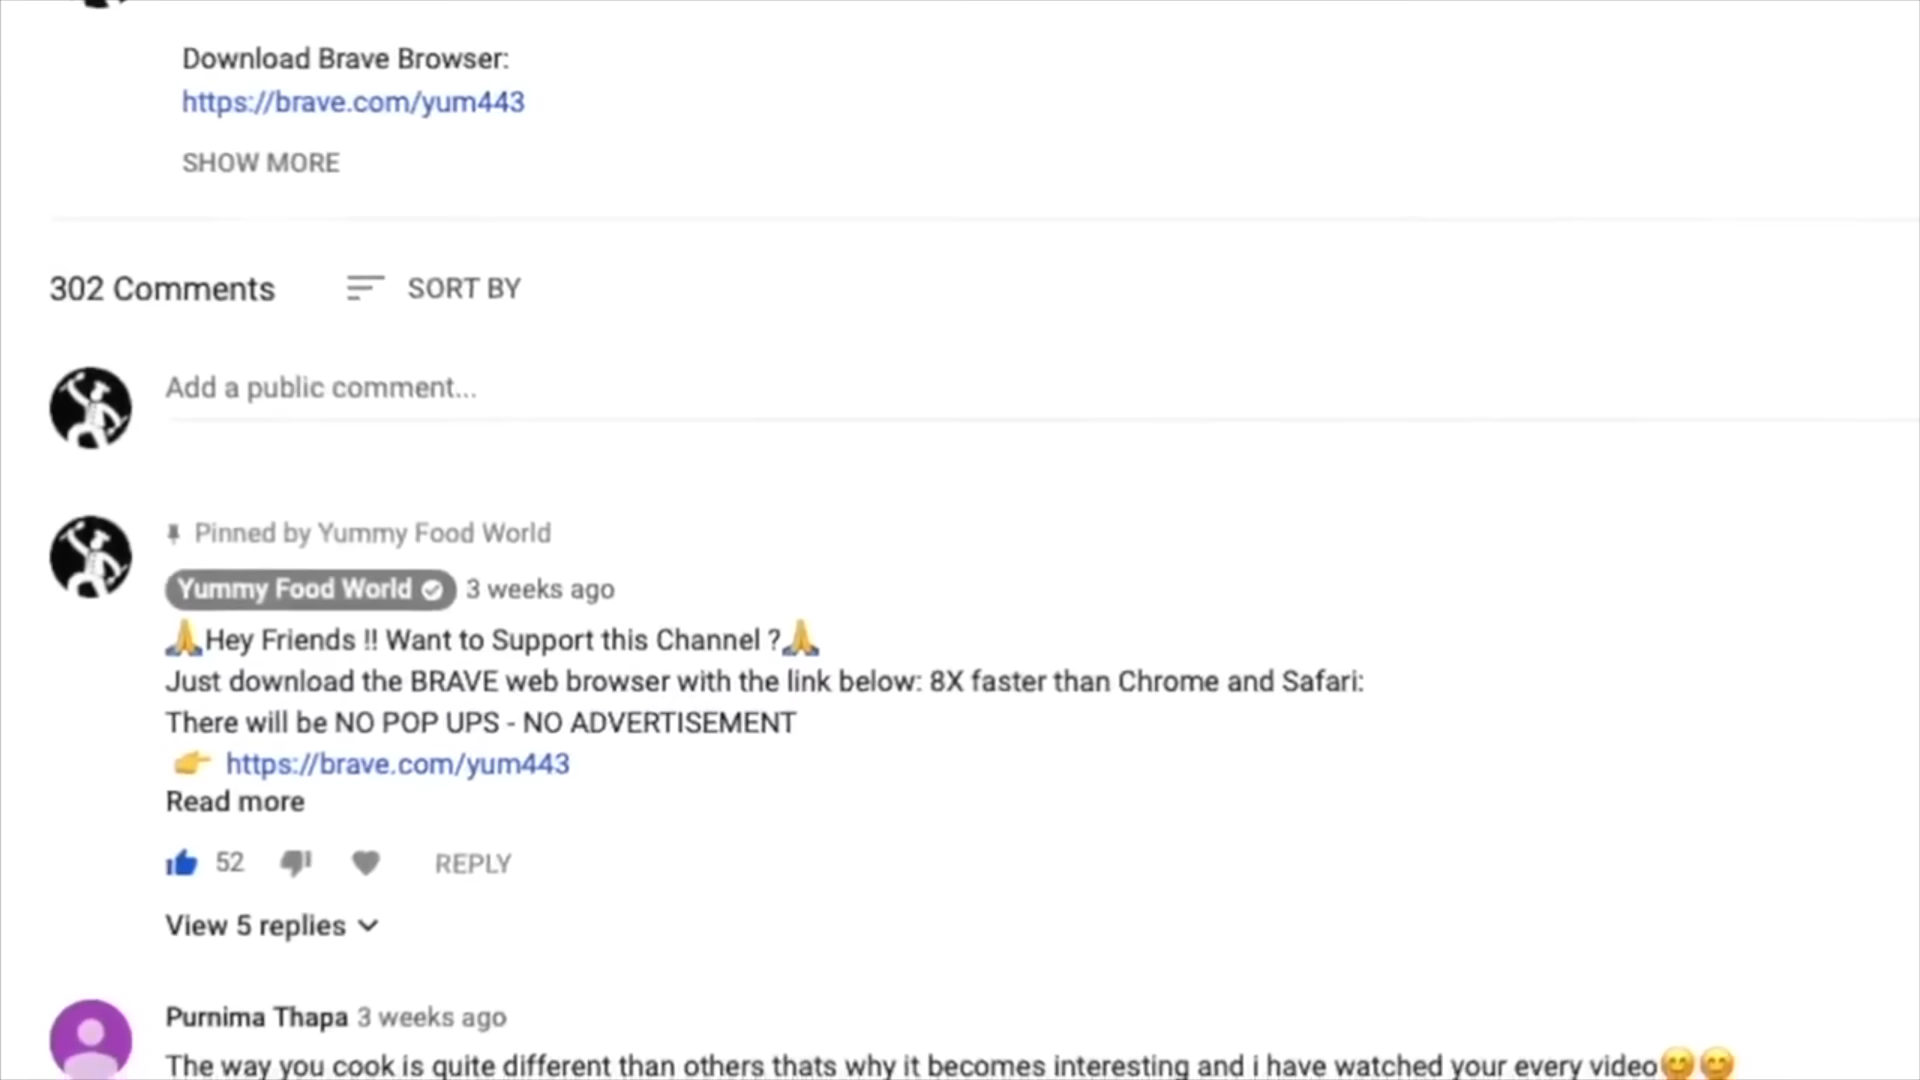 Download Brave Browser:
https://brave.com/yum443
SHOW MORE
302 Comments
SORT BY
Add a public comment...
Pinned by Yummy Food World
Yummy Food World 3 weeks ago
🙏Hey Friends !! Want to Support this Channel ?🙏
Just download the BRAVE web browser with the link below: 8X faster than Chrome and Safari:
There will be NO POP UPS - NO ADVERTISEMENT
👉 https://brave.com/yum443
Read more
52
REPLY
View 5 replies
Purnima Thapa 3 weeks ago
The way you cook is quite different than others thats why it becomes interesting and i have watched your every video😊😊